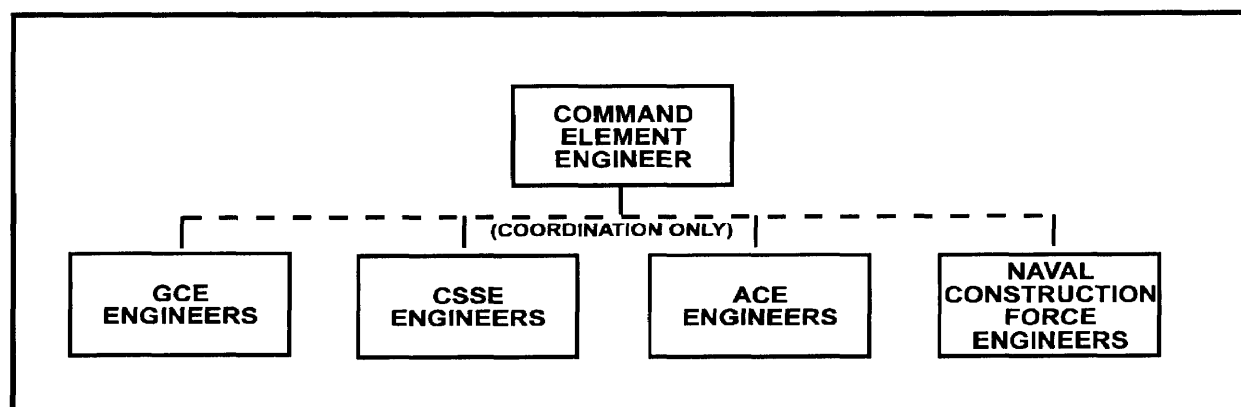 COMMAND
ELEMENT
ENGINEER
(COORDINATION ONLY)
GCE
ENGINEERS
CSSE
ENGINEERS
ACE
ENGINEERS
NAVAL
CONSTRUCTION
FORCE
ENGINEERS